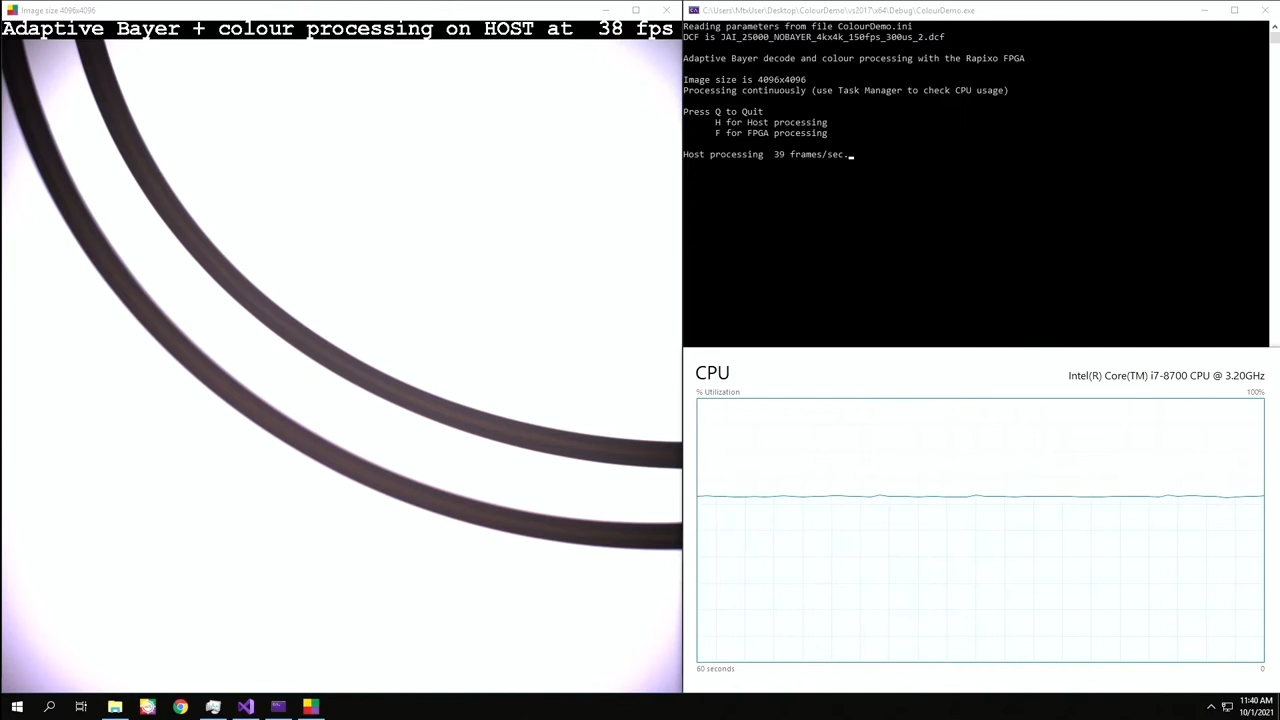 Image size 4096x4096
Adaptive Bayer + colour processing on HOST at 38 fps
C:\Users\MtxUser\Desktop\ColourDemo\vs2017\x64\Debug\ColourDemo.exe
Reading parameters from file ColourDemo.ini
DCF is JAI_25000_NOBAYER_4kx4k_150fps_300us_2.dcf
Adaptive Bayer decode and colour processing with the Rapixo FPGA
Image size is 4096x4096
Processing continuously (use Task Manager to check CPU usage)
Press Q to Quit
H for Host processing
F for FPGA processing
Host processing 39 frames/sec.
CPU
Intel(R) Core(TM) i7-8700 CPU @ 3.20GHz
% Utilization
100%
60 seconds
0
11:40 AM
10/1/2021